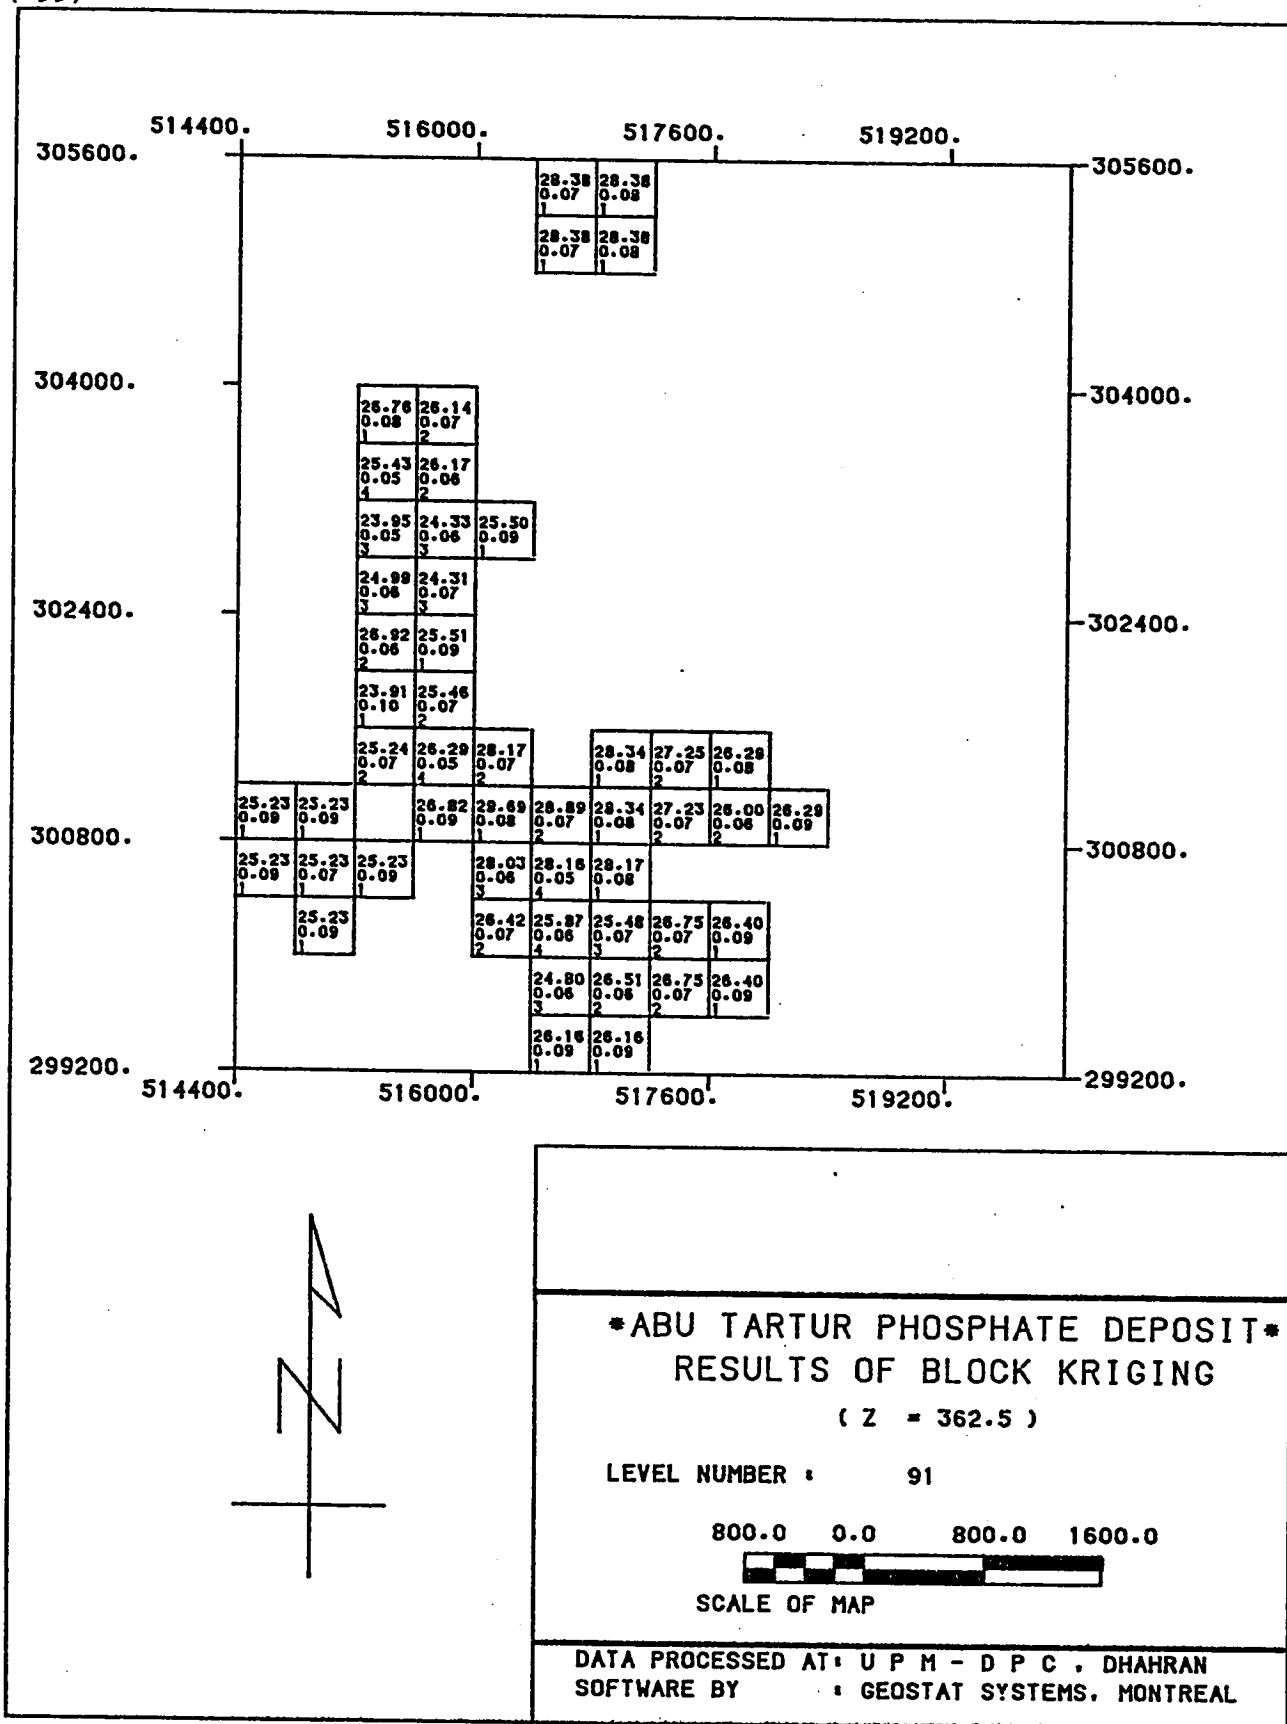 514400. 516000. 517600. 519200.
305600. 305600.
28.38 28.38
0.07 0.08
1 1
28.38 28.38
0.07 0.08
1 1
304000. 304000.
26.76 26.14
0.08 0.07
1 2
25.43 26.17
0.05 0.06
4 2
23.95 24.33 25.50
0.05 0.06 0.09
3 3 1
24.99 24.31
0.06 0.07
3 3
302400. 302400.
26.92 25.51
0.06 0.09
2 1
23.91 25.46
0.10 0.07
1 2
25.24 26.29 28.17 28.34 27.25 26.28
0.07 0.05 0.07 0.08 0.07 0.08
2 4 2 1 2 1
25.23 25.23 26.82 29.69 28.89 28.34 27.23 26.00 26.29
0.09 0.09 0.09 0.08 0.07 0.08 0.07 0.06 0.09
1 1 1 1 2 1 2 2 1
300800. 300800.
25.23 25.23 25.23 28.03 28.16 28.17
0.09 0.07 0.09 0.06 0.05 0.08
1 1 1 3 4 1
25.23 26.42 25.87 25.48 26.75 26.40
0.09 0.07 0.06 0.07 0.07 0.09
1 2 4 3 2 1
24.80 26.51 26.75 26.40
0.06 0.06 0.07 0.09
3 2 2 1
26.16 26.16
0.09 0.09
1 1
299200. 299200.
514400. 516000. 517600. 519200.
N
*ABU TARTUR PHOSPHATE DEPOSIT*
RESULTS OF BLOCK KRIGING
( Z = 362.5 )
LEVEL NUMBER : 91
800.0 0.0 800.0 1600.0
SCALE OF MAP
DATA PROCESSED AT: U P M - D P C , DHAHRAN
SOFTWARE BY : GEOSTAT SYSTEMS, MONTREAL